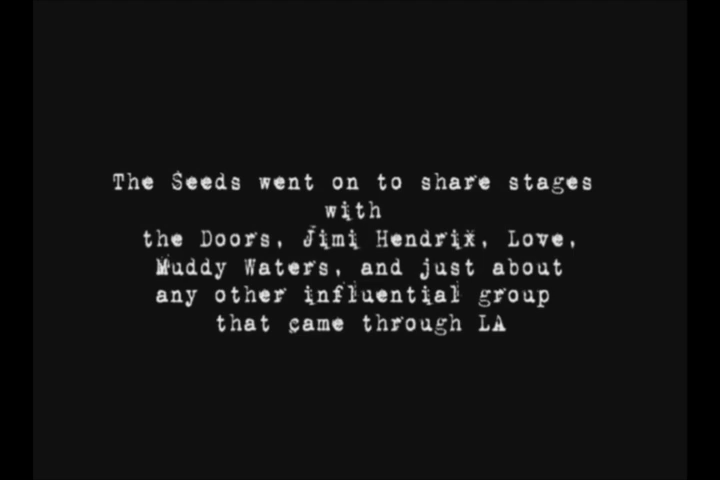 The Seeds went on to share stages
with
the Doors, Jimi Hendrix, Love,
Muddy Waters, and just about
any other influential group
that came through LA